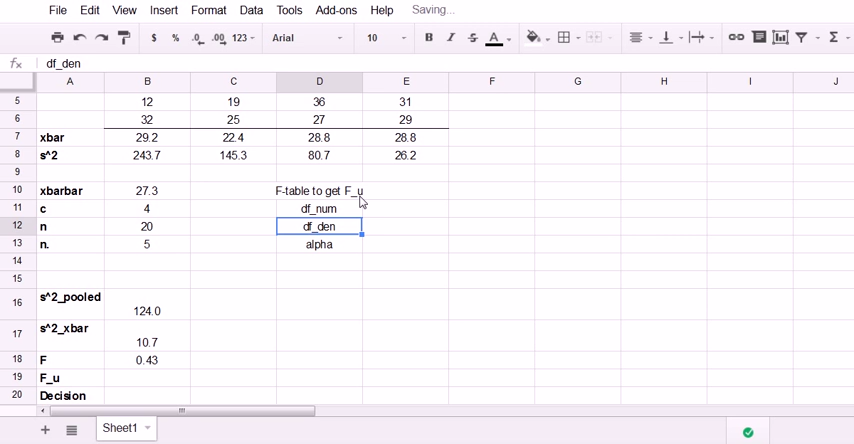 File Edit View Insert Format Data Tools Add-ons Help Saving...
$ % .0 .00 123 Arial 10 B I S A Σ
fx df_den
A B C D E F G H I J
5 12 19 36 31
6 32 25 27 29
7 xbar 29.2 22.4 28.8 28.8
8 s^2 243.7 145.3 80.7 26.2
9
10 xbarbar 27.3 F-table to get F_u
11 c 4 df_num
12 n 20 df_den
13 n. 5 alpha
14
15
16 s^2_pooled 124.0
17 s^2_xbar 10.7
18 F 0.43
19 F_u
20 Decision
+ Sheet1